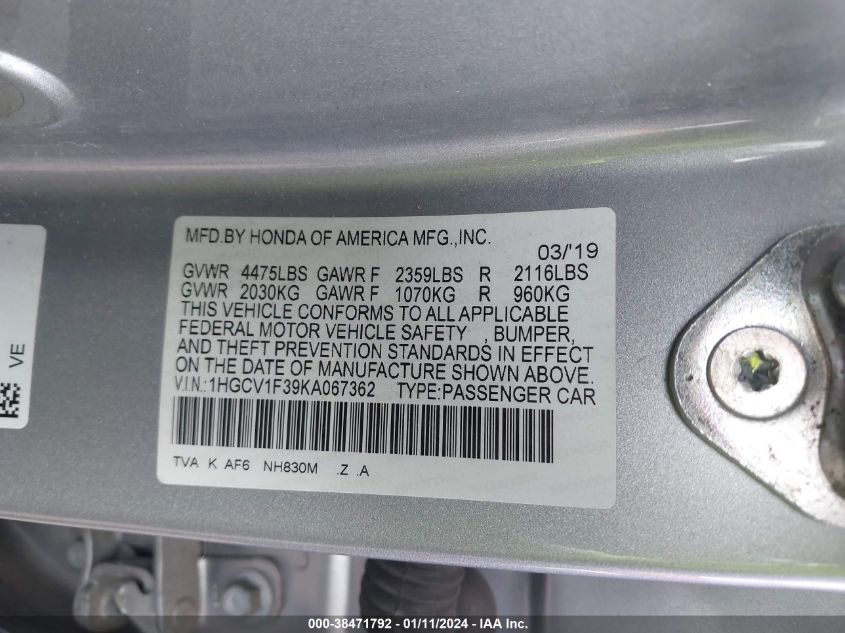 MFD.BY HONDA OF AMERICA MFG.,INC.
03/'19
GVWR 4475LBS GAWR F 2359LBS R 2116LBS
GVWR 2030KG GAWR F 1070KG R 960KG
THIS VEHICLE CONFORMS TO ALL APPLICABLE
FEDERAL MOTOR VEHICLE SAFETY , BUMPER,
AND THEFT PREVENTION STANDARDS IN EFFECT
ON THE DATE OF MANUFACTURE SHOWN ABOVE.
V.I.N.:1HGCV1F39KA067362 TYPE:PASSENGER CAR
TVA K AF6 NH830M .Z .A
VE
000-38471792 - 01/11/2024 - IAA Inc.